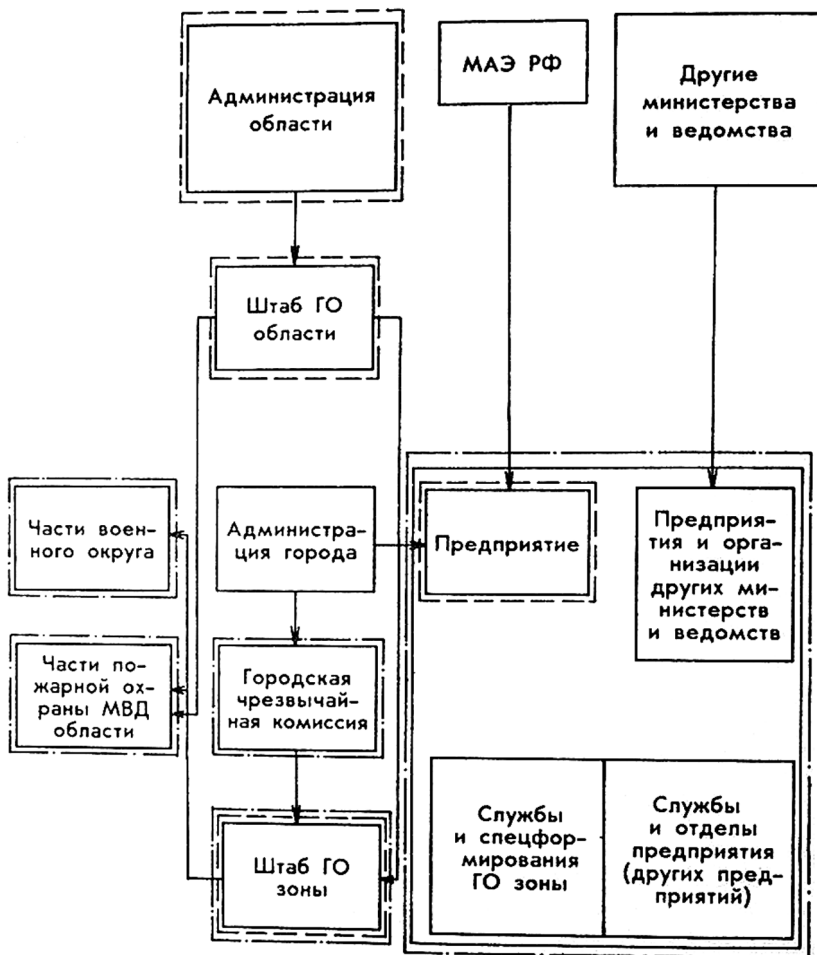 Администрация
области
МАЭ РФ
Другие
министерства
и ведомства
Штаб ГО
области
Части воен-
ного округа
Администра-
ция города
Предприятие
Предприя-
тия и орга-
низации
других ми-
нистерств
и ведомств
Части по-
жарной ох-
раны МВД
области
Городская
чрезвычай-
ная комиссия
Штаб ГО
зоны
Службы
и спецфор-
мирования
ГО зоны
Службы
и отделы
предприятия
(других пред-
приятий)